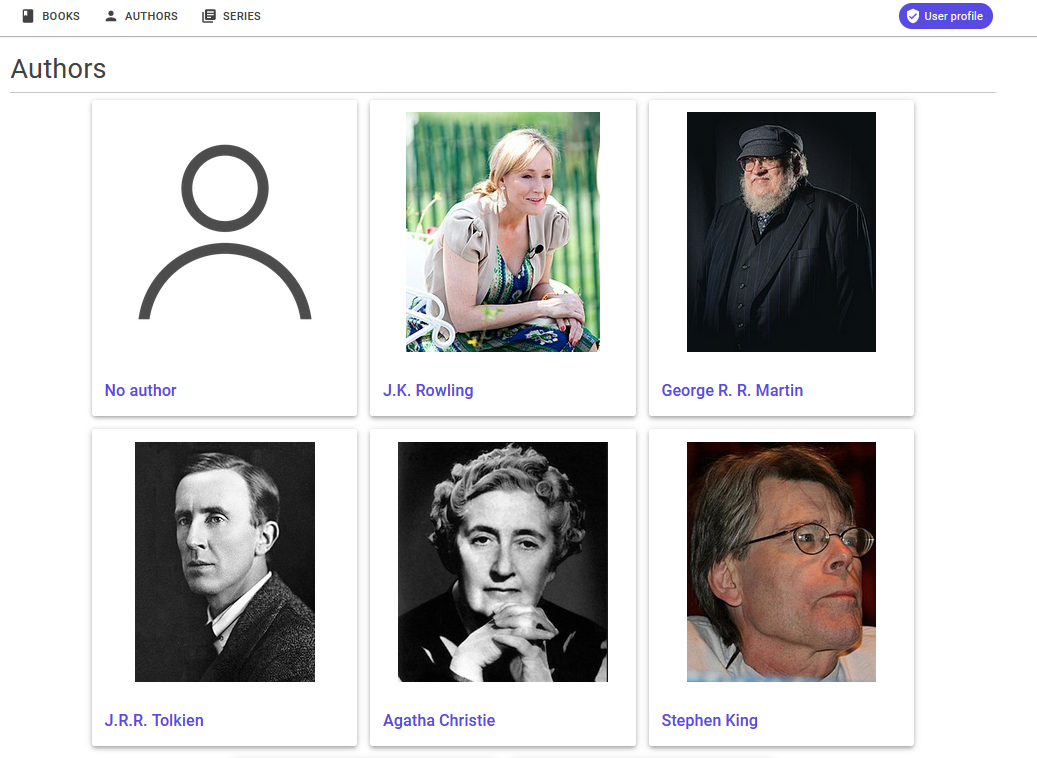 BOOKS AUTHORS SERIES User profile
Authors
No author J.K. Rowling George R. R. Martin
J.R.R. Tolkien Agatha Christie Stephen King